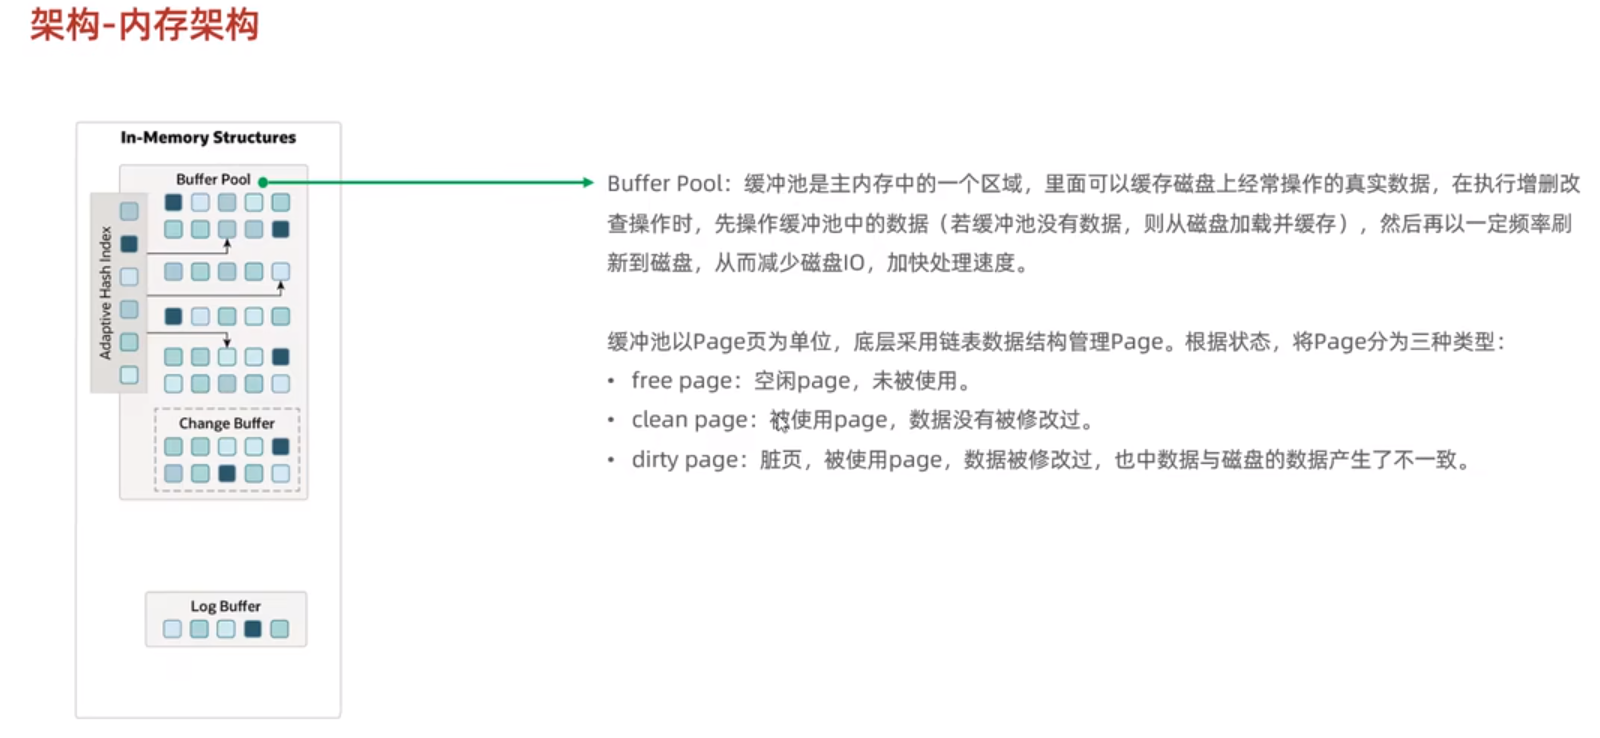 架构-内存架构
In-Memory Structures
Buffer Pool
Adaptive Hash Index
Change Buffer
Log Buffer
Buffer Pool：缓冲池是主内存中的一个区域，里面可以缓存磁盘上经常操作的真实数据，在执行增删改
查操作时，先操作缓冲池中的数据（若缓冲池没有数据，则从磁盘加载并缓存），然后再以一定频率刷
新到磁盘，从而减少磁盘IO，加快处理速度。
缓冲池以Page页为单位，底层采用链表数据结构管理Page。根据状态，将Page分为三种类型：
• free page：空闲page，未被使用。
• clean page：被使用page，数据没有被修改过。
• dirty page：脏页，被使用page，数据被修改过，也中数据与磁盘的数据产生了不一致。